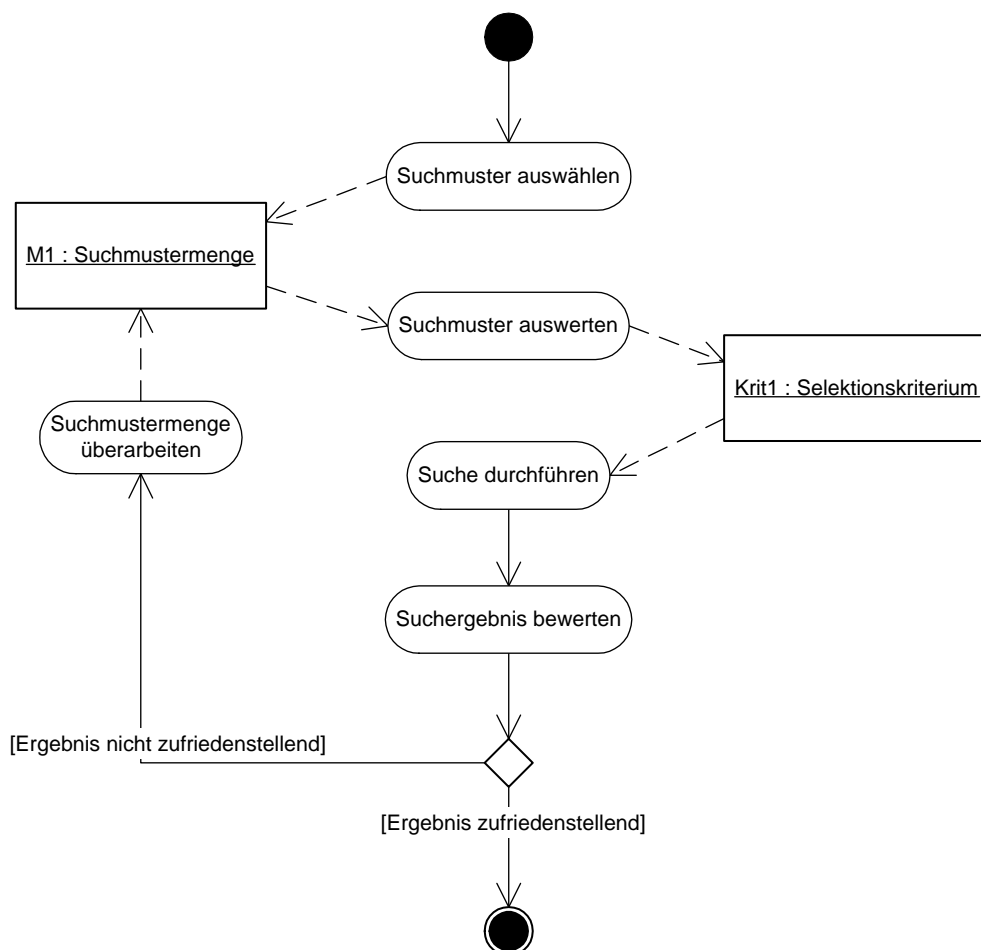 Suchmuster auswählen
M1 : Suchmustermenge
Suchmuster auswerten
Krit1 : Selektionskriterium
Suchmustermenge
überarbeiten
Suche durchführen
Suchergebnis bewerten
[Ergebnis nicht zufriedenstellend]
[Ergebnis zufriedenstellend]